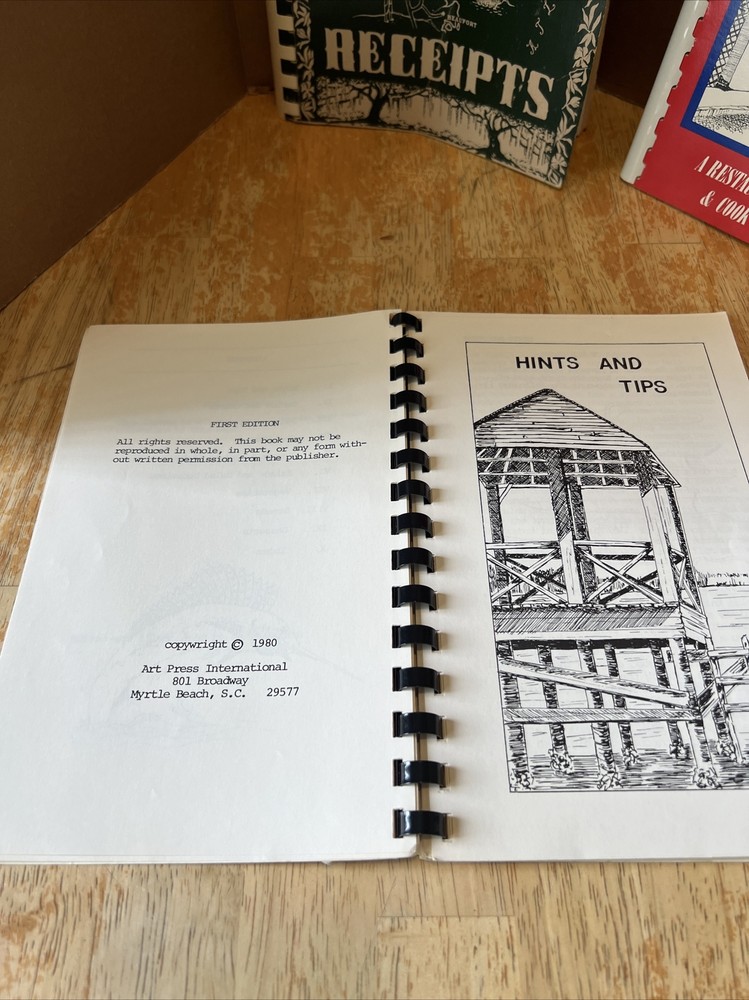 BEAUFORT
RECEIPTS
A RESTA
& COOK
FIRST EDITION
All rights reserved. This book may not be
reproduced in whole, in part, or any form with-
out written permission from the publisher.
copyright © 1980
Art Press International
801 Broadway
Myrtle Beach, S.C. 29577
HINTS AND
TIPS